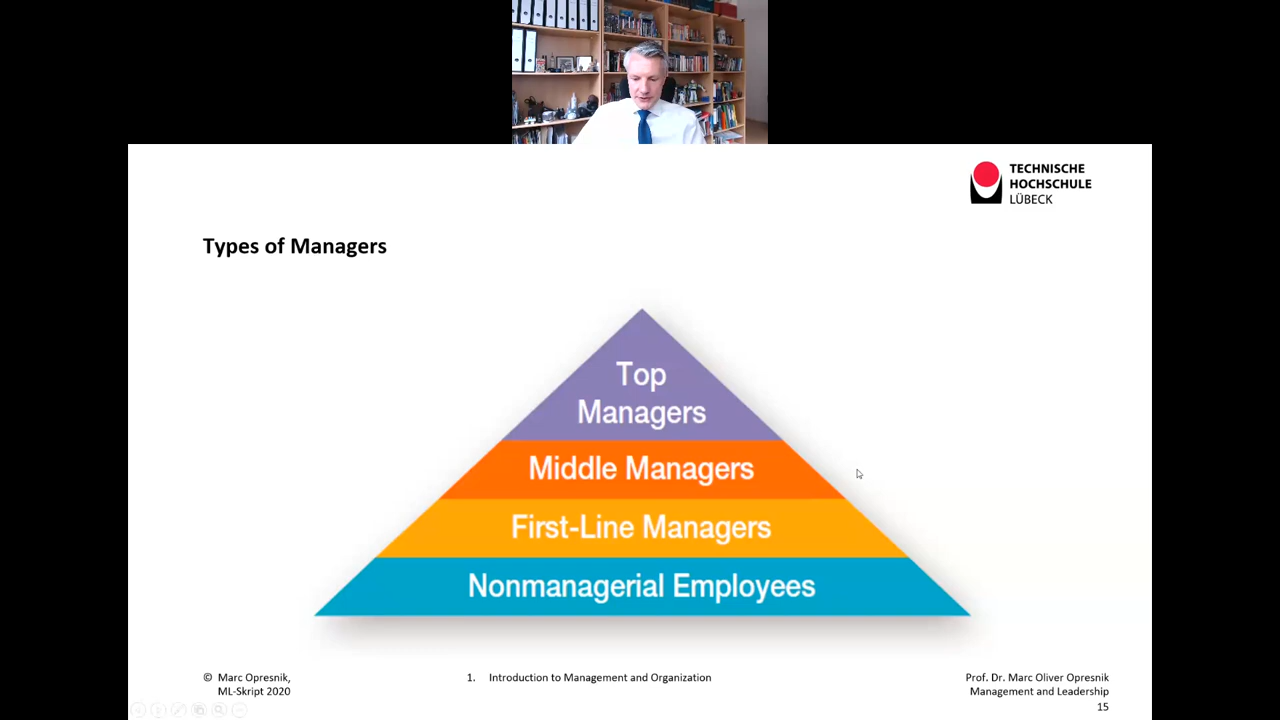 TECHNISCHE
HOCHSCHULE
LÜBECK
Types of Managers
Top
Managers
Middle Managers
First-Line Managers
Nonmanagerial Employees
© Marc Opresnik,
ML-Skript 2020
1. Introduction to Management and Organization
Prof. Dr. Marc Oliver Opresnik
Management and Leadership
15